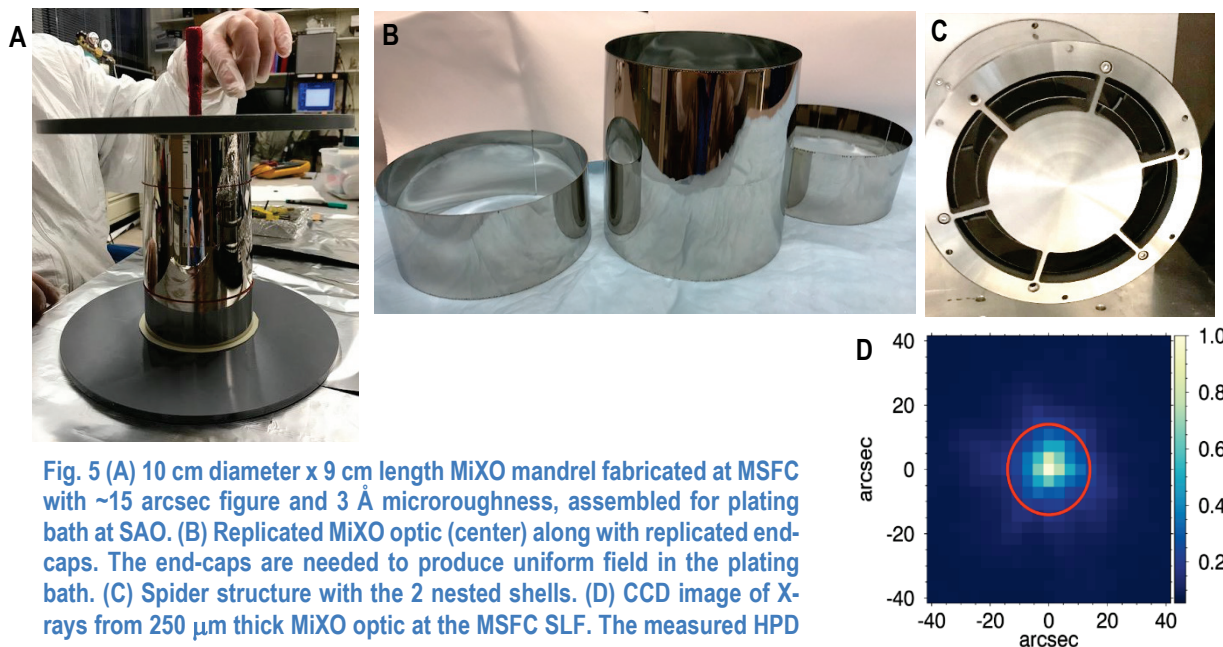 A
B
C
D
1.0
0.8
0.6
0.4
0.2
40
20
0
-20
-40
arcsec
-40 -20 0 20 40
arcsec
Fig. 5 (A) 10 cm diameter x 9 cm length MiXO mandrel fabricated at MSFC
with ~15 arcsec figure and 3 Å microroughness, assembled for plating
bath at SAO. (B) Replicated MiXO optic (center) along with replicated end-
caps. The end-caps are needed to produce uniform field in the plating
bath. (C) Spider structure with the 2 nested shells. (D) CCD image of X-
rays from 250 μm thick MiXO optic at the MSFC SLF. The measured HPD